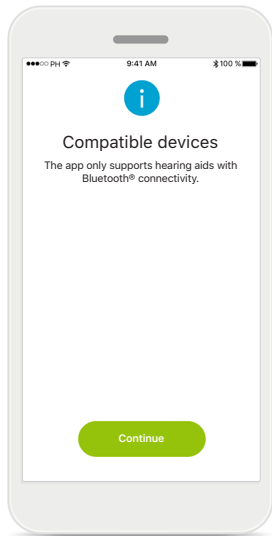 ●●●○○ PH 9:41 AM 100 %
i
Compatible devices
The app only supports hearing aids with
Bluetooth® connectivity.
Continue